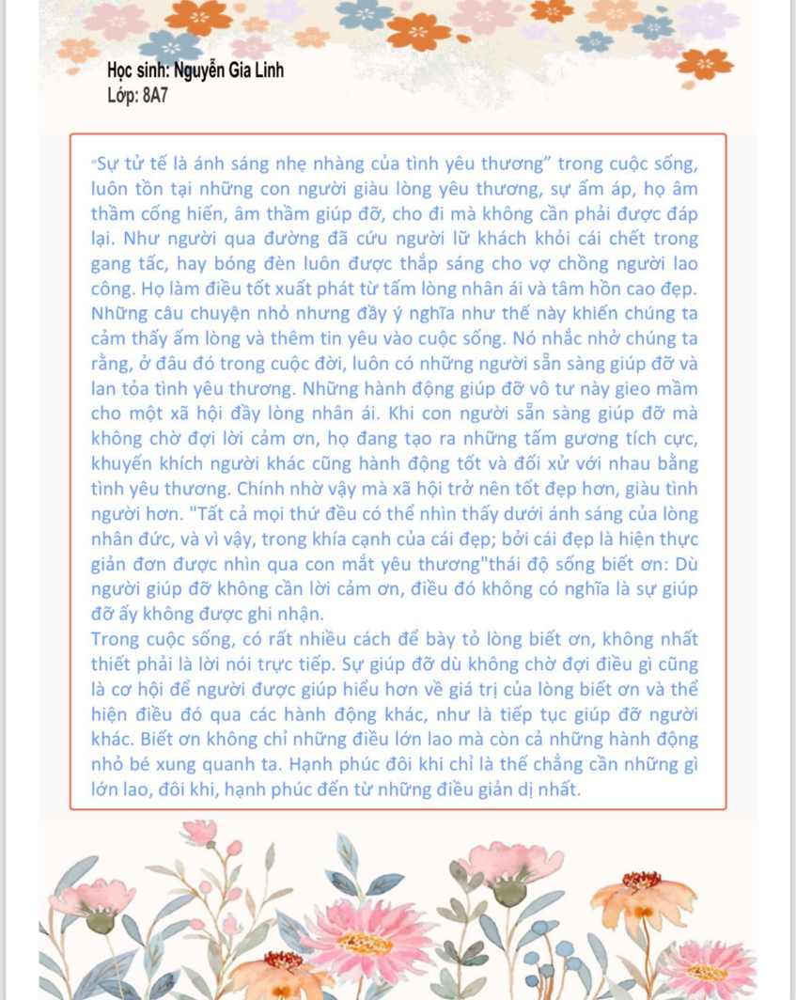 Học sinh: Nguyễn Gia Linh
Lớp: 8A7
“Sự tử tế là ánh sáng nhẹ nhàng của tình yêu thương” trong cuộc sống,
luôn tồn tại những con người giàu lòng yêu thương, sự ấm áp, họ âm
thầm cống hiến, âm thầm giúp đỡ, cho đi mà không cần phải được đáp
lại. Như người qua đường đã cứu người lữ khách khỏi cái chết trong
gang tấc, hay bóng đèn luôn được thắp sáng cho vợ chồng người lao
công. Họ làm điều tốt xuất phát từ tấm lòng nhân ái và tâm hồn cao đẹp.
Những câu chuyện nhỏ nhưng đầy ý nghĩa như thế này khiến chúng ta
cảm thấy ấm lòng và thêm tin yêu vào cuộc sống. Nó nhắc nhở chúng ta
rằng, ở đâu đó trong cuộc đời, luôn có những người sẵn sàng giúp đỡ và
lan tỏa tình yêu thương. Những hành động giúp đỡ vô tư này gieo mầm
cho một xã hội đầy lòng nhân ái. Khi con người sẵn sàng giúp đỡ mà
không chờ đợi lời cảm ơn, họ đang tạo ra những tấm gương tích cực,
khuyến khích người khác cũng hành động tốt và đối xử với nhau bằng
tình yêu thương. Chính nhờ vậy mà xã hội trở nên tốt đẹp hơn, giàu tình
người hơn. "Tất cả mọi thứ đều có thể nhìn thấy dưới ánh sáng của lòng
nhân đức, và vì vậy, trong khía cạnh của cái đẹp; bởi cái đẹp là hiện thực
giản đơn được nhìn qua con mắt yêu thương"thái độ sống biết ơn: Dù
người giúp đỡ không cần lời cảm ơn, điều đó không có nghĩa là sự giúp
đỡ ấy không được ghi nhận.
Trong cuộc sống, có rất nhiều cách để bày tỏ lòng biết ơn, không nhất
thiết phải là lời nói trực tiếp. Sự giúp đỡ dù không chờ đợi điều gì cũng
là cơ hội để người được giúp hiểu hơn về giá trị của lòng biết ơn và thể
hiện điều đó qua các hành động khác, như là tiếp tục giúp đỡ người
khác. Biết ơn không chỉ những điều lớn lao mà còn cả những hành động
nhỏ bé xung quanh ta. Hạnh phúc đôi khi chỉ là thế chẳng cần những gì
lớn lao, đôi khi, hạnh phúc đến từ những điều giản dị nhất.